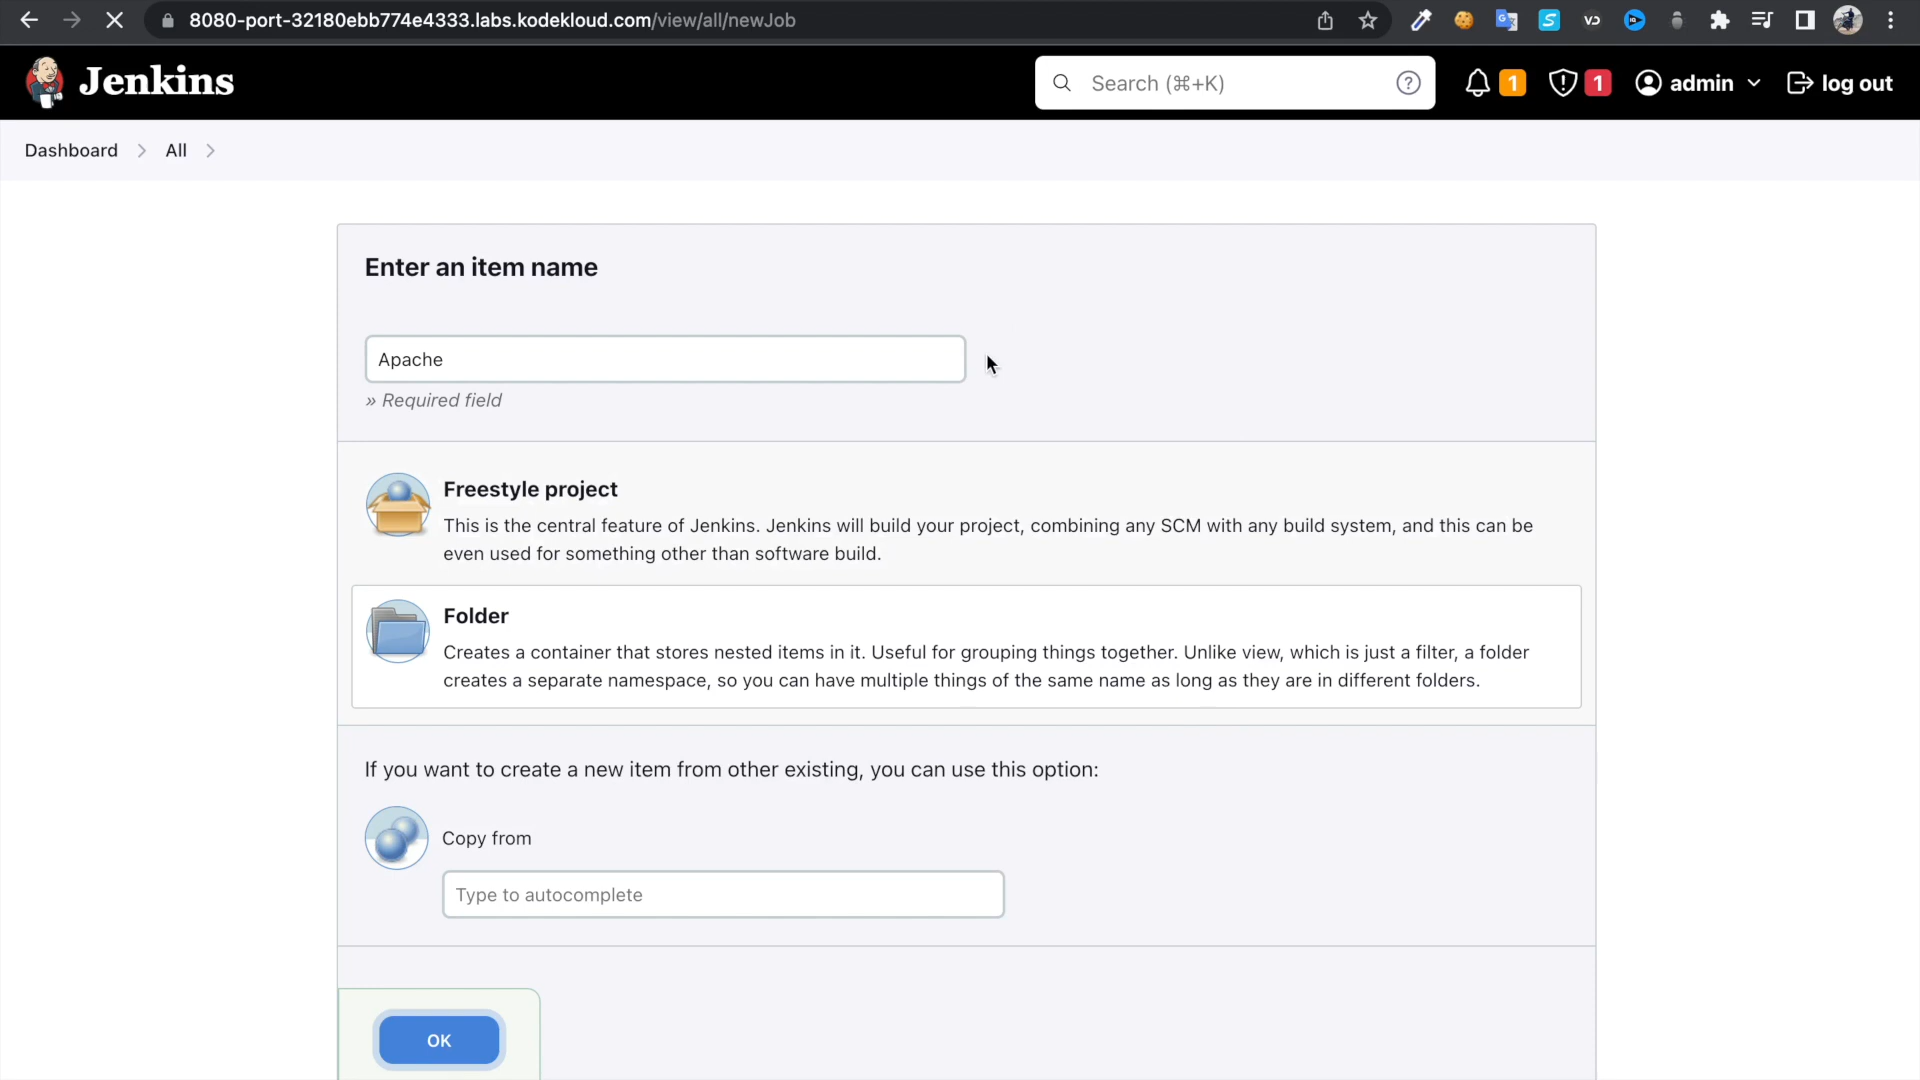 8080-port-32180ebb774e4333.labs.kodekloud.com/view/all/newJob
Jenkins
Search (⌘+K)
1
1
admin
log out
Dashboard
All
Enter an item name
Apache
» Required field
Freestyle project
This is the central feature of Jenkins. Jenkins will build your project, combining any SCM with any build system, and this can be
even used for something other than software build.
Folder
Creates a container that stores nested items in it. Useful for grouping things together. Unlike view, which is just a filter, a folder
creates a separate namespace, so you can have multiple things of the same name as long as they are in different folders.
If you want to create a new item from other existing, you can use this option:
Copy from
Type to autocomplete
OK